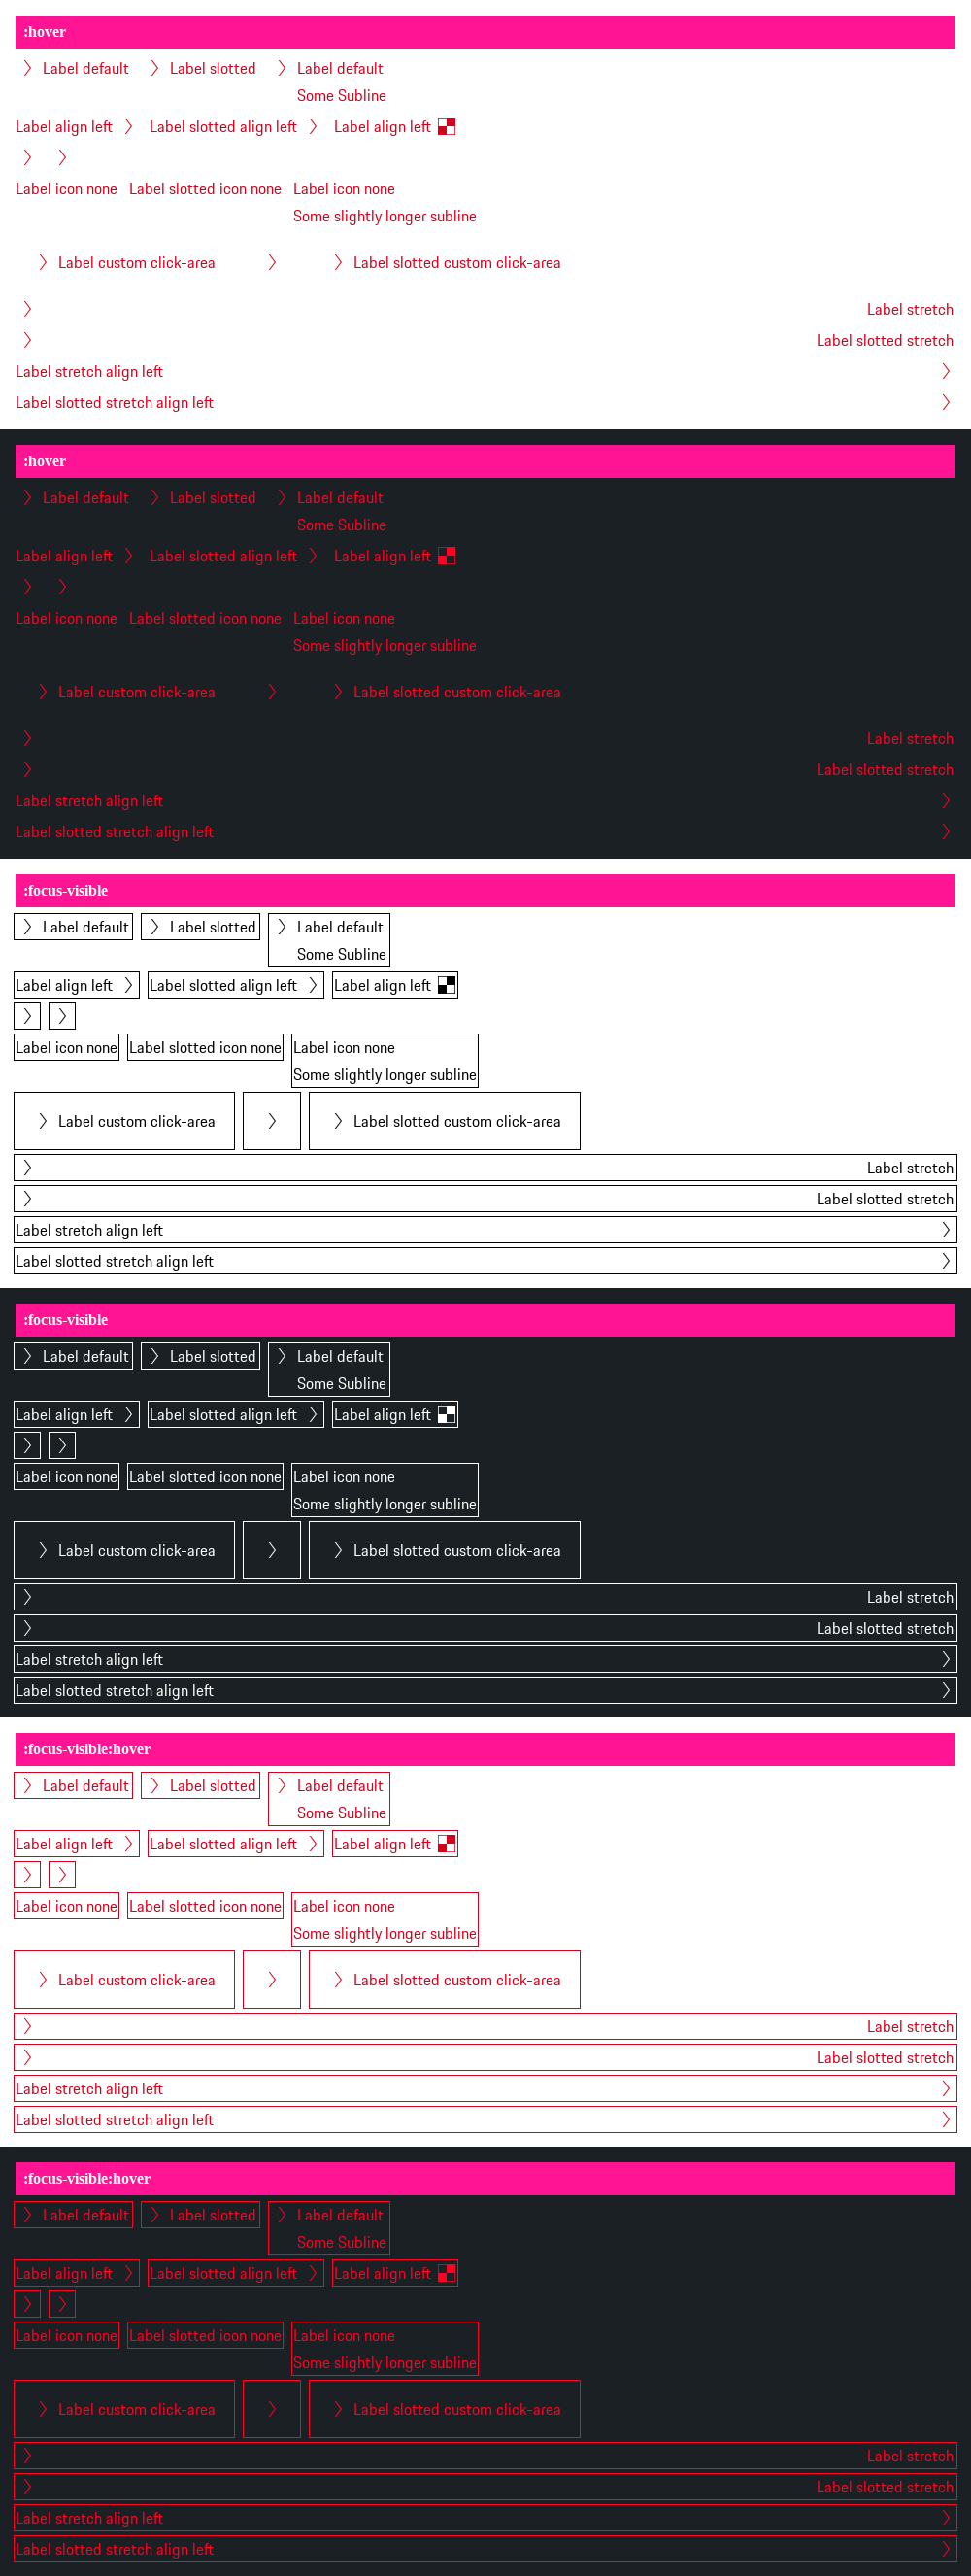 :hover
Label default Label slotted Label default
Some Subline
Label align left Label slotted align left Label align left
Label icon none Label slotted icon none Label icon none
Some slightly longer subline
Label custom click-area Label slotted custom click-area
Label stretch
Label slotted stretch
Label stretch align left
Label slotted stretch align left
:hover
Label default Label slotted Label default
Some Subline
Label align left Label slotted align left Label align left
Label icon none Label slotted icon none Label icon none
Some slightly longer subline
Label custom click-area Label slotted custom click-area
Label stretch
Label slotted stretch
Label stretch align left
Label slotted stretch align left
:focus-visible
Label default Label slotted Label default
Some Subline
Label align left Label slotted align left Label align left
Label icon none Label slotted icon none Label icon none
Some slightly longer subline
Label custom click-area Label slotted custom click-area
Label stretch
Label slotted stretch
Label stretch align left
Label slotted stretch align left
:focus-visible
Label default Label slotted Label default
Some Subline
Label align left Label slotted align left Label align left
Label icon none Label slotted icon none Label icon none
Some slightly longer subline
Label custom click-area Label slotted custom click-area
Label stretch
Label slotted stretch
Label stretch align left
Label slotted stretch align left
:focus-visible:hover
Label default Label slotted Label default
Some Subline
Label align left Label slotted align left Label align left
Label icon none Label slotted icon none Label icon none
Some slightly longer subline
Label custom click-area Label slotted custom click-area
Label stretch
Label slotted stretch
Label stretch align left
Label slotted stretch align left
:focus-visible:hover
Label default Label slotted Label default
Some Subline
Label align left Label slotted align left Label align left
Label icon none Label slotted icon none Label icon none
Some slightly longer subline
Label custom click-area Label slotted custom click-area
Label stretch
Label slotted stretch
Label stretch align left
Label slotted stretch align left